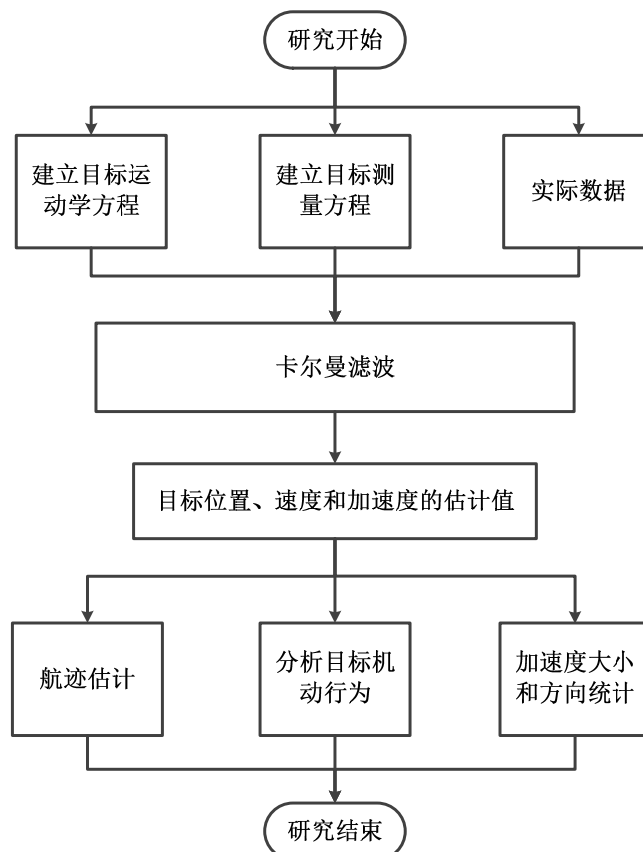 研究开始
建立目标运
动学方程
建立目标测
量方程
实际数据
卡尔曼滤波
目标位置、速度和加速度的估计值
航迹估计
分析目标机
动行为
加速度大小
和方向统计
研究结束